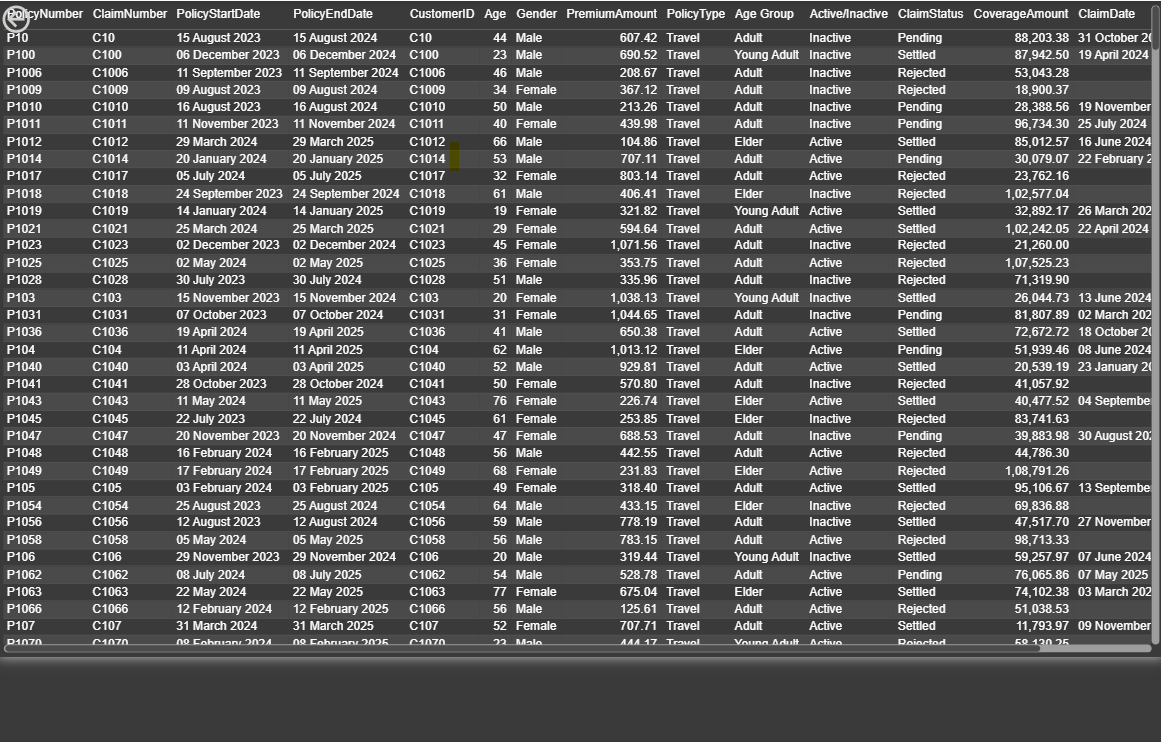 PolicyNumber ClaimNumber PolicyStartDate PolicyEndDate CustomerID Age Gender PremiumAmount PolicyType Age Group Active/Inactive ClaimStatus CoverageAmount ClaimDate
P10 C10 15 August 2023 15 August 2024 C10 44 Male 607.42 Travel Adult Inactive Pending 88,203.38 31 October 20
P100 C100 06 December 2023 06 December 2024 C100 23 Male 690.52 Travel Young Adult Inactive Settled 87,942.50 19 April 2024
P1006 C1006 11 September 2023 11 September 2024 C1006 46 Male 208.67 Travel Adult Inactive Rejected 53,043.28
P1009 C1009 09 August 2023 09 August 2024 C1009 34 Female 367.12 Travel Adult Inactive Rejected 18,900.37
P1010 C1010 16 August 2023 16 August 2024 C1010 50 Male 213.26 Travel Adult Inactive Pending 28,388.56 19 November
P1011 C1011 11 November 2023 11 November 2024 C1011 40 Female 439.98 Travel Adult Inactive Pending 96,734.30 25 July 2024
P1012 C1012 29 March 2024 29 March 2025 C1012 66 Male 104.86 Travel Elder Active Settled 85,012.57 16 June 2024
P1014 C1014 20 January 2024 20 January 2025 C1014 53 Male 707.11 Travel Adult Active Pending 30,079.07 22 February 2
P1017 C1017 05 July 2024 05 July 2025 C1017 32 Female 803.14 Travel Adult Active Rejected 23,762.16
P1018 C1018 24 September 2023 24 September 2024 C1018 61 Male 406.41 Travel Elder Inactive Rejected 1,02,577.04
P1019 C1019 14 January 2024 14 January 2025 C1019 19 Female 321.82 Travel Young Adult Active Settled 32,892.17 26 March 202
P1021 C1021 25 March 2024 25 March 2025 C1021 29 Female 594.64 Travel Adult Active Settled 1,02,242.05 22 April 2024
P1023 C1023 02 December 2023 02 December 2024 C1023 45 Female 1,071.56 Travel Adult Inactive Rejected 21,260.00
P1025 C1025 02 May 2024 02 May 2025 C1025 36 Female 353.75 Travel Adult Active Rejected 1,07,525.23
P1028 C1028 30 July 2023 30 July 2024 C1028 51 Male 335.96 Travel Adult Inactive Rejected 71,319.90
P103 C103 15 November 2023 15 November 2024 C103 20 Female 1,038.13 Travel Young Adult Inactive Settled 26,044.73 13 June 2024
P1031 C1031 07 October 2023 07 October 2024 C1031 31 Female 1,044.65 Travel Adult Inactive Pending 81,807.89 02 March 202
P1036 C1036 19 April 2024 19 April 2025 C1036 41 Male 650.38 Travel Adult Active Settled 72,672.72 18 October 20
P104 C104 11 April 2024 11 April 2025 C104 62 Male 1,013.12 Travel Elder Active Pending 51,939.46 08 June 2024
P1040 C1040 03 April 2024 03 April 2025 C1040 52 Male 929.81 Travel Adult Active Settled 20,539.19 23 January 20
P1041 C1041 28 October 2023 28 October 2024 C1041 50 Female 570.80 Travel Adult Inactive Rejected 41,057.92
P1043 C1043 11 May 2024 11 May 2025 C1043 76 Female 226.74 Travel Elder Active Settled 40,477.52 04 Septembe
P1045 C1045 22 July 2023 22 July 2024 C1045 61 Female 253.85 Travel Elder Inactive Rejected 83,741.63
P1047 C1047 20 November 2023 20 November 2024 C1047 47 Female 688.53 Travel Adult Inactive Pending 39,883.98 30 August 202
P1048 C1048 16 February 2024 16 February 2025 C1048 56 Male 442.55 Travel Adult Active Rejected 44,786.30
P1049 C1049 17 February 2024 17 February 2025 C1049 68 Female 231.83 Travel Elder Active Rejected 1,08,791.26
P105 C105 03 February 2024 03 February 2025 C105 49 Female 318.40 Travel Adult Active Settled 95,106.67 13 Septembe
P1054 C1054 25 August 2023 25 August 2024 C1054 64 Male 433.15 Travel Elder Inactive Rejected 69,836.88
P1056 C1056 12 August 2023 12 August 2024 C1056 59 Male 778.19 Travel Adult Inactive Settled 47,517.70 27 November
P1058 C1058 05 May 2024 05 May 2025 C1058 56 Male 783.15 Travel Adult Active Rejected 98,713.33
P106 C106 29 November 2023 29 November 2024 C106 20 Male 319.44 Travel Young Adult Inactive Settled 59,257.97 07 June 2024
P1062 C1062 08 July 2024 08 July 2025 C1062 54 Male 528.78 Travel Adult Active Pending 76,065.86 07 May 2025
P1063 C1063 22 May 2024 22 May 2025 C1063 77 Female 675.04 Travel Elder Active Settled 74,102.38 03 March 202
P1066 C1066 12 February 2024 12 February 2025 C1066 56 Male 125.61 Travel Adult Active Rejected 51,038.53
P107 C107 31 March 2024 31 March 2025 C107 52 Female 707.71 Travel Adult Active Settled 11,793.97 09 November
P1070 C1070 08 February 2024 08 February 2025 C1070 23 Male 444.17 Travel Young Adult Active Rejected 58,130.25